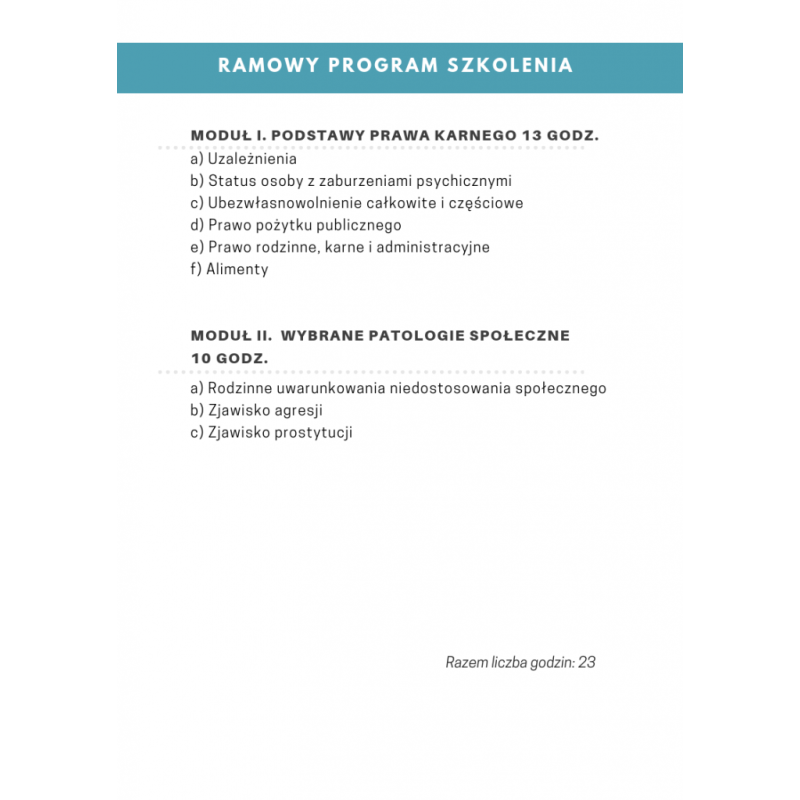 RAMOWY PROGRAM SZKOLENIA
MODUŁ I. PODSTAWY PRAWA KARNEGO 13 GODZ.
a) Uzależnienia
b) Status osoby z zaburzeniami psychicznymi
c) Ubezwłasnowolnienie całkowite i częściowe
d) Prawo pożytku publicznego
e) Prawo rodzinne, karne i administracyjne
f) Alimenty
MODUŁ II. WYBRANE PATOLOGIE SPOŁECZNE
10 GODZ.
a) Rodzinne uwarunkowania niedostosowania społecznego
b) Zjawisko agresji
c) Zjawisko prostytucji
Razem liczba godzin: 23